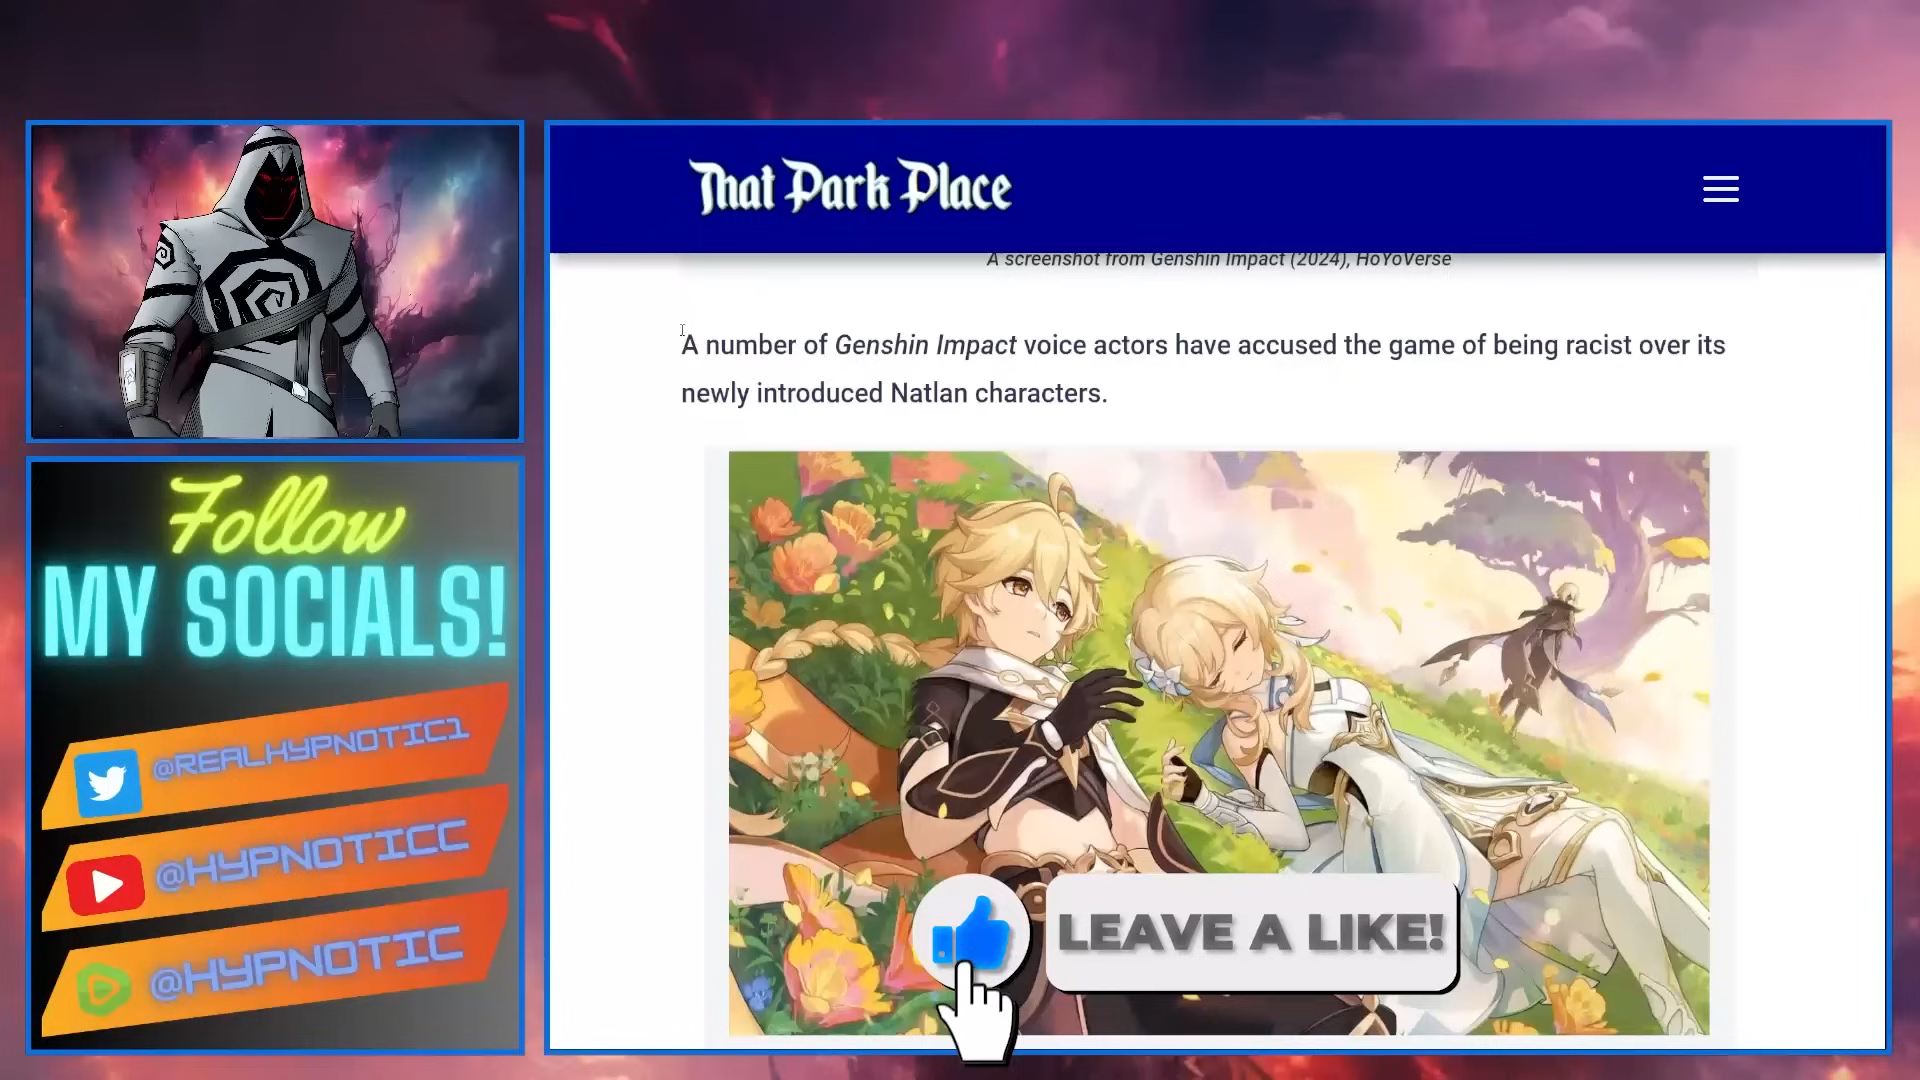 That Park Place
A screenshot from Genshin Impact (2024), HoYoVerse
A number of Genshin Impact voice actors have accused the game of being racist over its
newly introduced Natlan characters.
LEAVE A LIKE!
Follow
MY SOCIALS!
@REALHYPNOTIC1
@HYPNOTICC
@HYPNOTIC